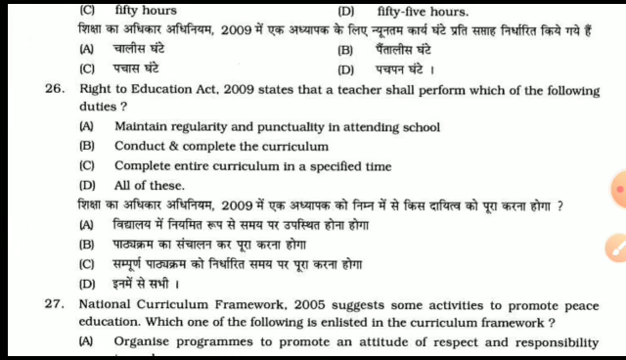 (C) fifty hours (D) fifty-five hours.
शिक्षा का अधिकार अधिनियम, 2009 में एक अध्यापक के लिए न्यूनतम कार्य घंटे प्रति सप्ताह निर्धारित किये गये हैं
(A) चालीस घंटे (B) पैंतालीस घंटे
(C) पचास घंटे (D) पचपन घंटे ।
26. Right to Education Act, 2009 states that a teacher shall perform which of the following
duties ?
(A) Maintain regularity and punctuality in attending school
(B) Conduct & complete the curriculum
(C) Complete entire curriculum in a specified time
(D) All of these.
शिक्षा का अधिकार अधिनियम, 2009 में एक अध्यापक को निम्न में से किस दायित्व को पूरा करना होगा ?
(A) विद्यालय में नियमित रूप से समय पर उपस्थित होना होगा
(B) पाठ्यक्रम का संचालन कर पूरा करना होगा
(C) सम्पूर्ण पाठ्यक्रम को निर्धारित समय पर पूरा करना होगा
(D) इनमें से सभी ।
27. National Curriculum Framework, 2005 suggests some activities to promote peace
education. Which one of the following is enlisted in the curriculum framework ?
(A) Organise programmes to promote an attitude of respect and responsibility